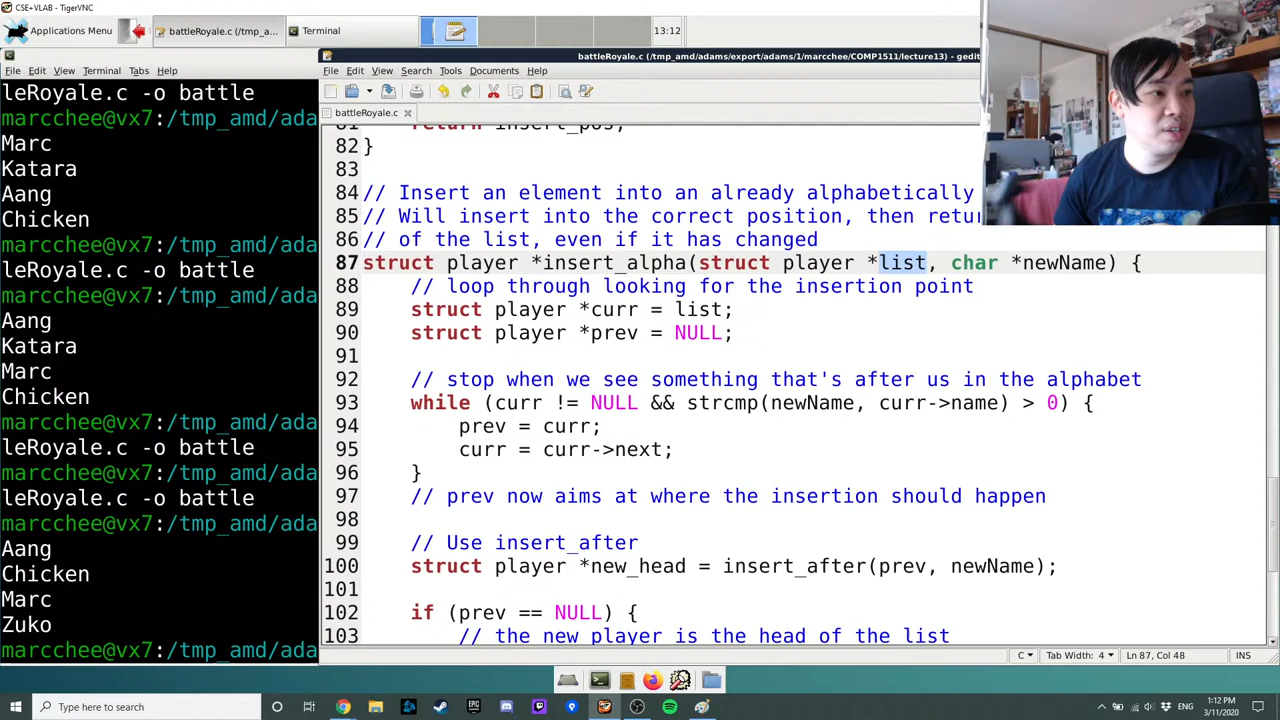 CSE+VLAB - TigerVNC
Applications Menu
battleRoyale.c (/tmp_a...
Terminal
13:12
battleRoyale.c (/tmp_amd/adams/export/adams/1/marcchee/COMP1511/lecture13) - gedit
File Edit View Terminal Tabs Help
File Edit View Search Tools Documents Help
battleRoyale.c
leRoyale.c -o battle
marcchee@vx7:/tmp_amd/ada
Marc
Katara
Aang
Chicken
marcchee@vx7:/tmp_amd/ada
leRoyale.c -o battle
marcchee@vx7:/tmp_amd/ada
Aang
Katara
Marc
Chicken
marcchee@vx7:/tmp_amd/ada
leRoyale.c -o battle
marcchee@vx7:/tmp_amd/ada
leRoyale.c -o battle
marcchee@vx7:/tmp_amd/ada
Aang
Chicken
Marc
Zuko
marcchee@vx7:/tmp_amd/ada
81 return insert_pos;
82 }
83
84 // Insert an element into an already alphabetically
85 // Will insert into the correct position, then retu
86 // of the list, even if it has changed
87 struct player *insert_alpha(struct player *list, char *newName) {
88 // loop through looking for the insertion point
89 struct player *curr = list;
90 struct player *prev = NULL;
91
92 // stop when we see something that's after us in the alphabet
93 while (curr != NULL && strcmp(newName, curr->name) > 0) {
94 prev = curr;
95 curr = curr->next;
96 }
97 // prev now aims at where the insertion should happen
98
99 // Use insert_after
100 struct player *new_head = insert_after(prev, newName);
101
102 if (prev == NULL) {
103 // the new player is the head of the list
C Tab Width: 4 Ln 87, Col 48 INS
Type here to search
EPIC
ENG
1:12 PM
3/11/2020